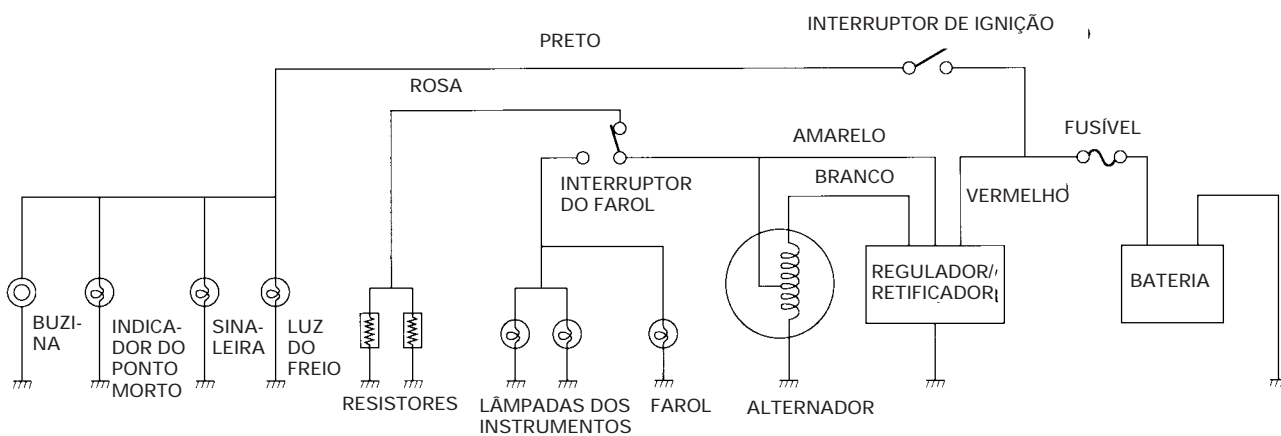 INTERRUPTOR DE IGNIÇÃO
PRETO
ROSA
AMARELO
FUSÍVEL
BRANCO
INTERRUPTOR
DO FAROL
VERMELHO
REGULADOR/
RETIFICADOR
BATERIA
BUZI-
NA
INDICA-
DOR DO
PONTO
MORTO
SINA-
LEIRA
LUZ
DO
FREIO
RESISTORES
LÂMPADAS DOS
INSTRUMENTOS
FAROL
ALTERNADOR